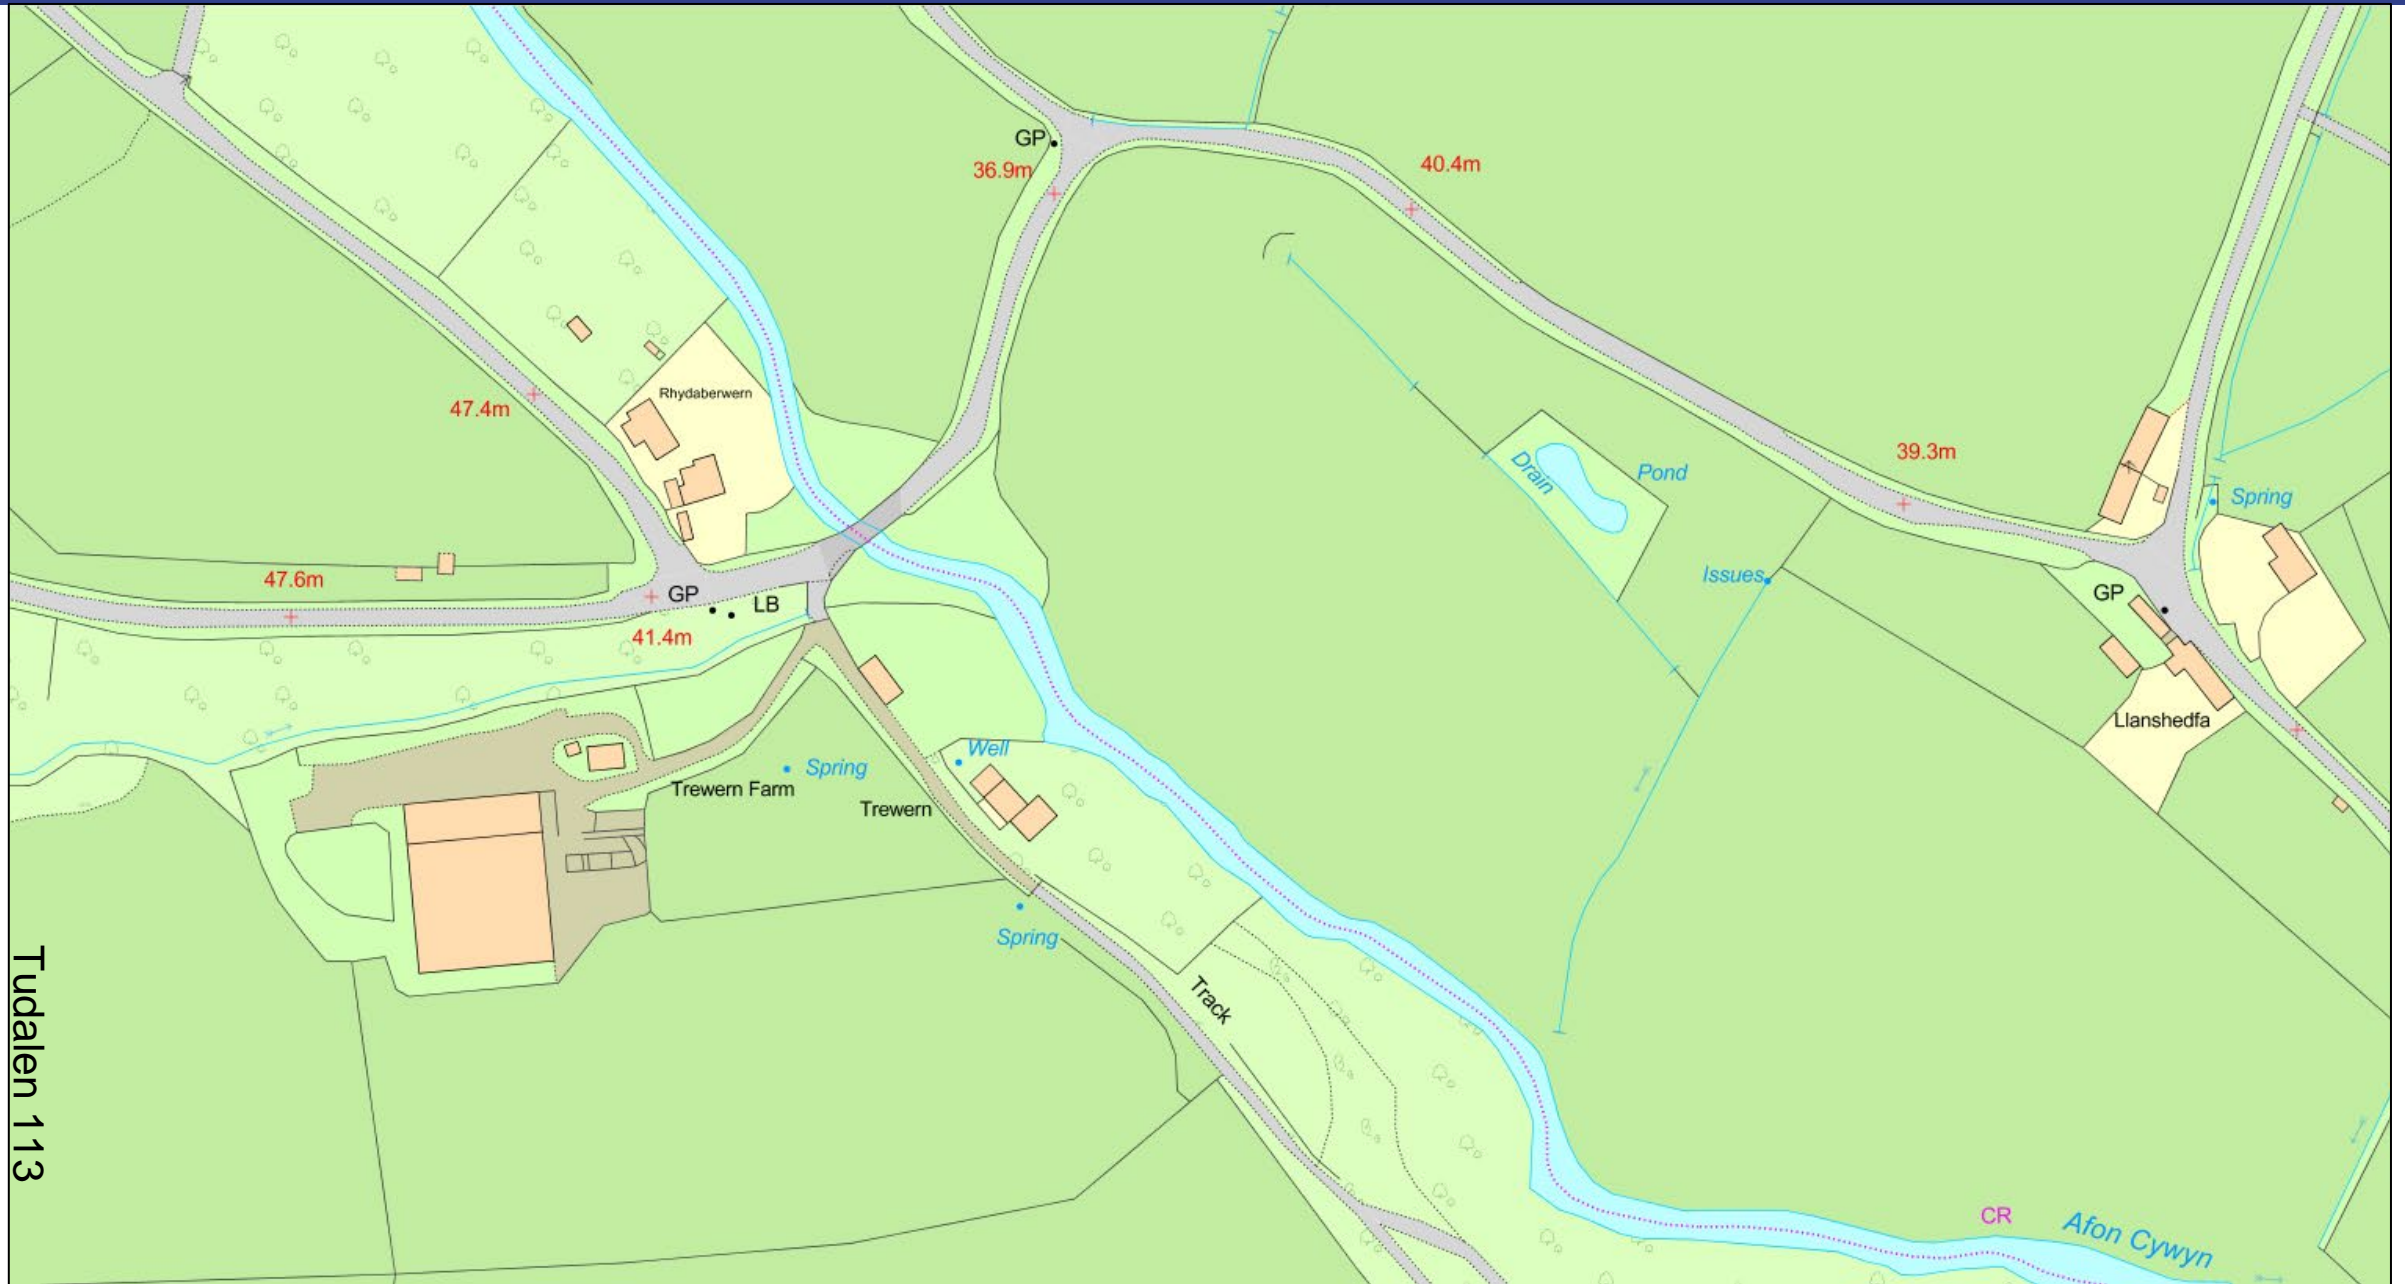 GP
36.9m
40.4m
Rhydaberwern
47.4m
39.3m
Drain
Pond
Spring
47.6m
GP
LB
41.4m
Issues
GP
Llanshedfa
Well
Spring
Trewern Farm
Trewern
Spring
Track
Tudalen 113
CR
Afon Cywyn